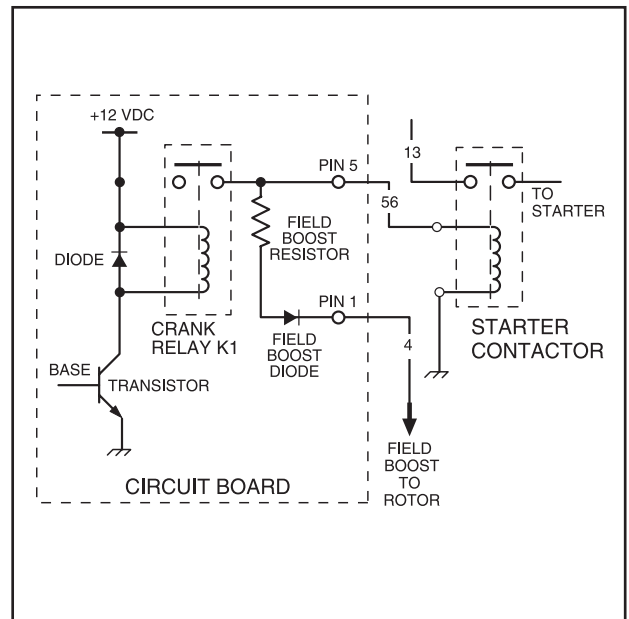 +12 VDC
DIODE
BASE
TRANSISTOR
CRANK
RELAY K1
FIELD
BOOST
RESISTOR
FIELD
BOOST
DIODE
PIN 5
PIN 1
CIRCUIT BOARD
56
4
FIELD
BOOST
TO
ROTOR
13
TO
STARTER
STARTER
CONTACTOR